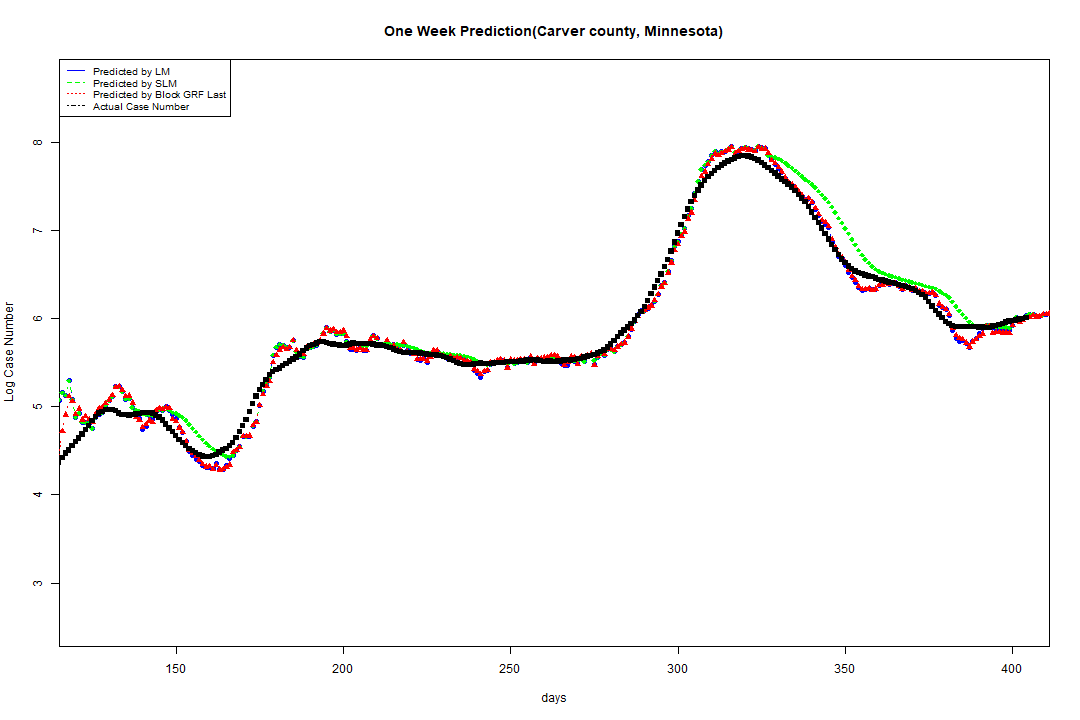 One Week Prediction(Carver county, Minnesota)
Predicted by LM
Predicted by SLM
Predicted by Block GRF Last
Actual Case Number
8
7
6
5
4
3
Log Case Number
150 200 250 300 350 400
days